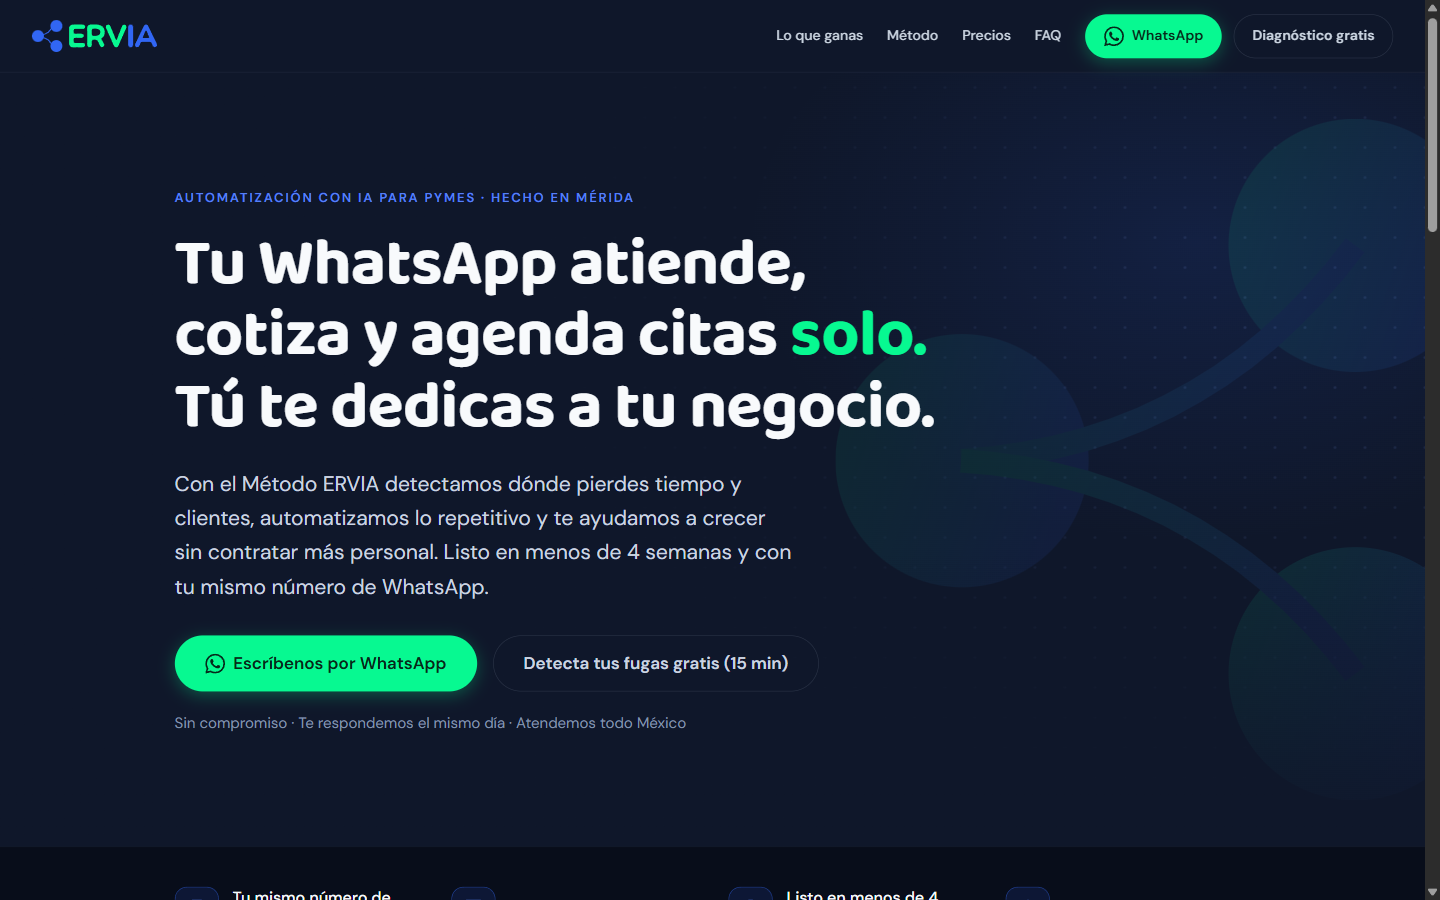 ERVIA
Lo que ganas
Método
Precios
FAQ
WhatsApp
Diagnóstico gratis
AUTOMATIZACIÓN CON IA PARA PYMES · HECHO EN MÉRIDA
Tu WhatsApp atiende,
cotiza y agenda citas solo.
Tú te dedicas a tu negocio.
Con el Método ERVIA detectamos dónde pierdes tiempo y
clientes, automatizamos lo repetitivo y te ayudamos a crecer
sin contratar más personal. Listo en menos de 4 semanas y con
tu mismo número de WhatsApp.
Escríbenos por WhatsApp
Detecta tus fugas gratis (15 min)
Sin compromiso · Te respondemos el mismo día · Atendemos todo México
Tu mismo número de
Listo en menos de 4